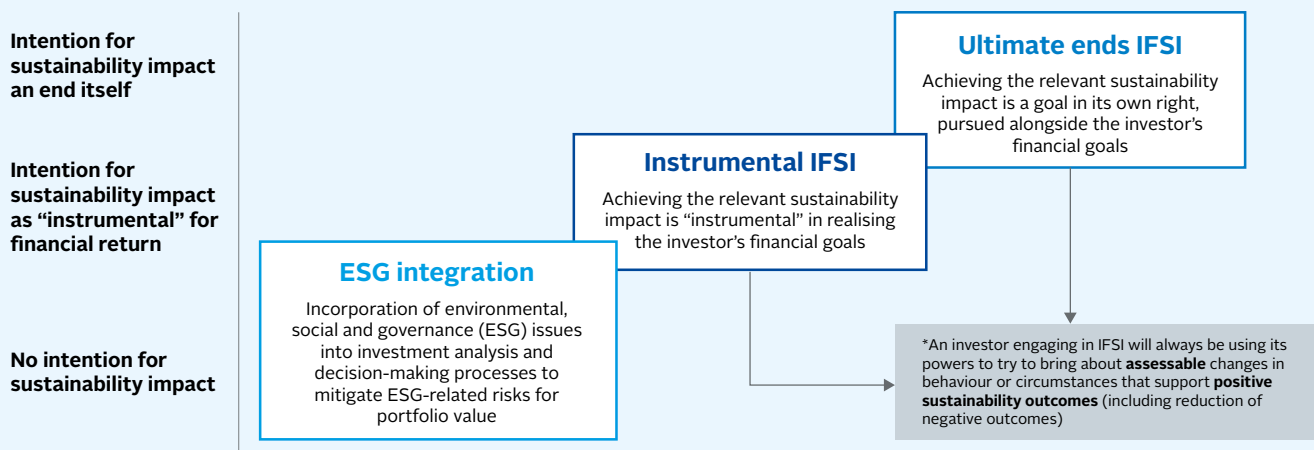 Intention for
sustainability impact
an end itself
Intention for
sustainability impact
as “instrumental” for
financial return
No intention for
sustainability impact
Ultimate ends IFSI
Achieving the relevant sustainability
impact is a goal in its own right,
pursued alongside the investor’s
financial goals
Instrumental IFSI
Achieving the relevant sustainability
impact is “instrumental” in realising
the investor’s financial goals
ESG integration
Incorporation of environmental,
social and governance (ESG) issues
into investment analysis and
decision-making processes to
mitigate ESG-related risks for
portfolio value
*An investor engaging in IFSI will always be using its
powers to try to bring about assessable changes in
behaviour or circumstances that support positive
sustainability outcomes (including reduction of
negative outcomes)